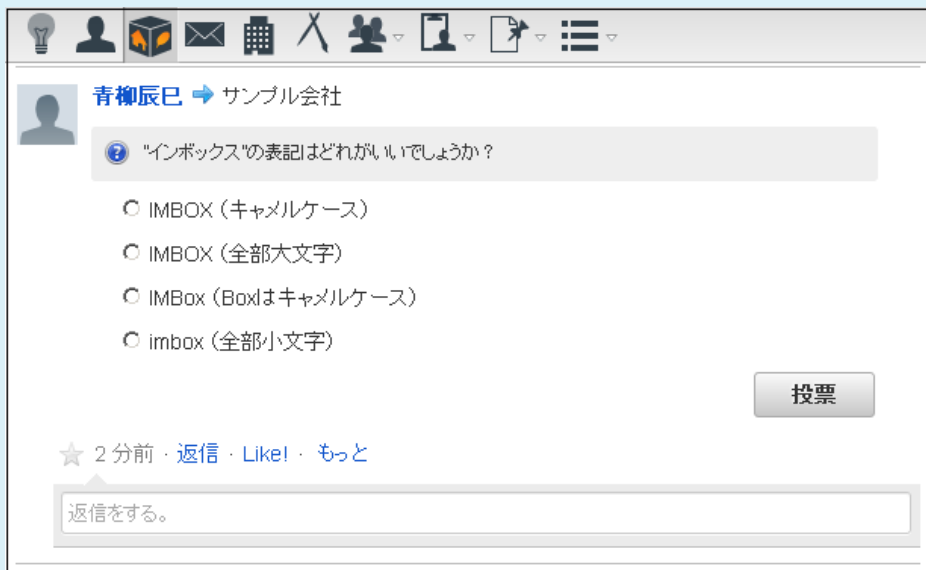 青柳辰巳 サンプル会社
"インボックス"の表記はどれがいいでしょうか？
IMBOX (キャメルケース)
IMBOX (全部大文字)
IMBox (Boxはキャメルケース)
imbox (全部小文字)
投票
2 分前 · 返信 · Like! · もっと
返信をする。